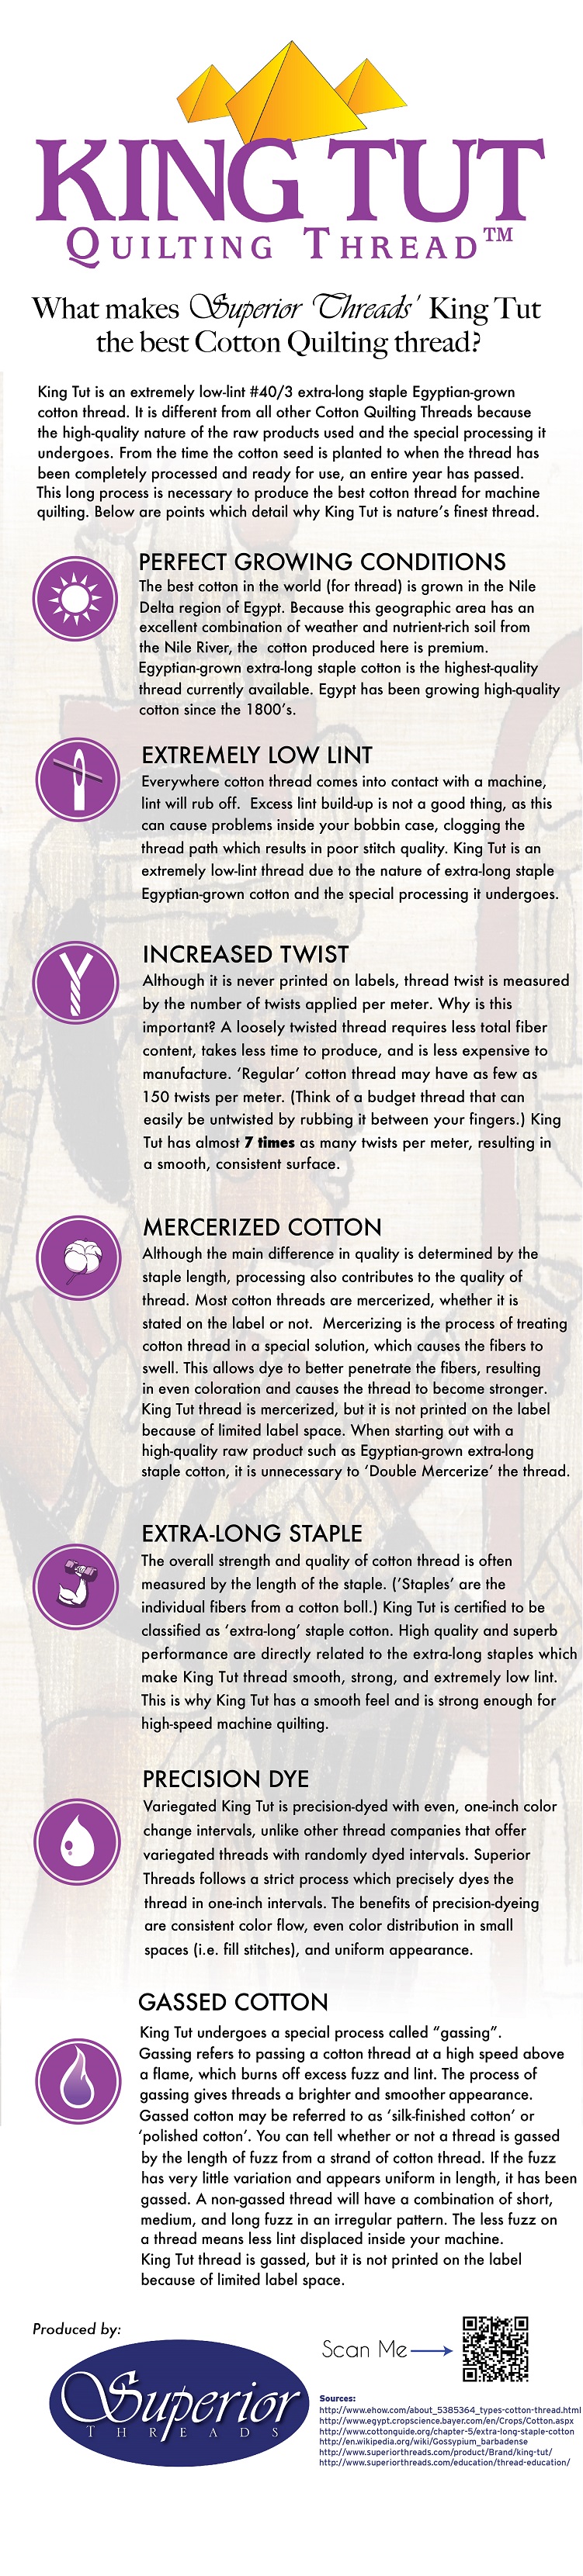 KING TUT
QUILTING THREAD™
What makes Superior Threads' King Tut
the best Cotton Quilting thread?
King Tut is an extremely low-lint #40/3 extra-long staple Egyptian-grown
cotton thread. It is different from all other Cotton Quilting Threads because
the high-quality nature of the raw products used and the special processing it
undergoes. From the time the cotton seed is planted to when the thread has
been completely processed and ready for use, an entire year has passed.
This long process is necessary to produce the best cotton thread for machine
quilting. Below are points which detail why King Tut is nature's finest thread.
PERFECT GROWING CONDITIONS
The best cotton in the world (for thread) is grown in the Nile
Delta region of Egypt. Because this geographic area has an
excellent combination of weather and nutrient-rich soil from
the Nile River, the cotton produced here is premium.
Egyptian-grown extra-long staple cotton is the highest-quality
thread currently available. Egypt has been growing high-quality
cotton since the 1800's.
EXTREMELY LOW LINT
Everywhere cotton thread comes into contact with a machine,
lint will rub off. Excess lint build-up is not a good thing, as this
can cause problems inside your bobbin case, clogging the
thread path which results in poor stitch quality. King Tut is an
extremely low-lint thread due to the nature of extra-long staple
Egyptian-grown cotton and the special processing it undergoes.
INCREASED TWIST
Although it is never printed on labels, thread twist is measured
by the number of twists applied per meter. Why is this
important? A loosely twisted thread requires less total fiber
content, takes less time to produce, and is less expensive to
manufacture. 'Regular' cotton thread may have as few as
150 twists per meter. (Think of a budget thread that can
easily be untwisted by rubbing it between your fingers.) King
Tut has almost 7 times as many twists per meter, resulting in
a smooth, consistent surface.
MERCERIZED COTTON
Although the main difference in quality is determined by the
staple length, processing also contributes to the quality of
thread. Most cotton threads are mercerized, whether it is
stated on the label or not. Mercerizing is the process of treating
cotton thread in a special solution, which causes the fibers to
swell. This allows dye to better penetrate the fibers, resulting
in even coloration and causes the thread to become stronger.
King Tut thread is mercerized, but it is not printed on the label
because of limited label space. When starting out with a
high-quality raw product such as Egyptian-grown extra-long
staple cotton, it is unnecessary to 'Double Mercerize' the thread.
EXTRA-LONG STAPLE
The overall strength and quality of cotton thread is often
measured by the length of the staple. ('Staples' are the
individual fibers from a cotton boll.) King Tut is certified to be
classified as 'extra-long' staple cotton. High quality and superb
performance are directly related to the extra-long staples which
make King Tut thread smooth, strong, and extremely low lint.
This is why King Tut has a smooth feel and is strong enough for
high-speed machine quilting.
PRECISION DYE
Variegated King Tut is precision-dyed with even, one-inch color
change intervals, unlike other thread companies that offer
variegated threads with randomly dyed intervals. Superior
Threads follows a strict process which precisely dyes the
thread in one-inch intervals. The benefits of precision-dyeing
are consistent color flow, even color distribution in small
spaces (i.e. fill stitches), and uniform appearance.
GASSED COTTON
King Tut undergoes a special process called "gassing".
Gassing refers to passing a cotton thread at a high speed above
a flame, which burns off excess fuzz and lint. The process of
gassing gives threads a brighter and smoother appearance.
Gassed cotton may be referred to as 'silk-finished cotton' or
'polished cotton'. You can tell whether or not a thread is gassed
by the length of fuzz from a strand of cotton thread. If the fuzz
has very little variation and appears uniform in length, it has been
gassed. A non-gassed thread will have a combination of short,
medium, and long fuzz in an irregular pattern. The less fuzz on
a thread means less lint displaced inside your machine.
King Tut thread is gassed, but it is not printed on the label
because of limited label space.
Produced by:
Superior
THREADS
Scan Me
Sources:
http://www.ehow.com/about_5385364_types-cotton-thread.html
http://www.egypt.cropscience.bayer.com/en/Crops/Cotton.aspx
http://www.cottonguide.org/chapter-5/extra-long-staple-cotton
http://en.wikipedia.org/wiki/Gossypium_barbadense
http://www.superiorthreads.com/product/Brand/king-tut/
http://www.superiorthreads.com/education/thread-education/